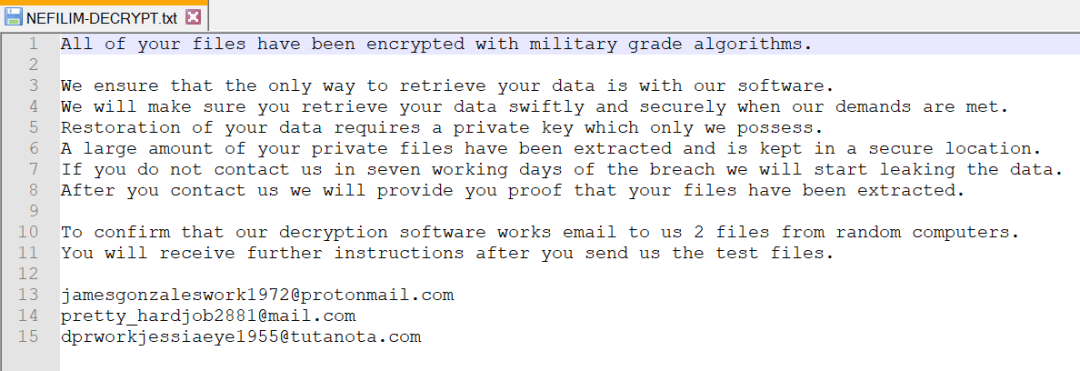 NEFILIM-DECRYPT.txt
1 All of your files have been encrypted with military grade algorithms.
2
3 We ensure that the only way to retrieve your data is with our software.
4 We will make sure you retrieve your data swiftly and securely when our demands are met.
5 Restoration of your data requires a private key which only we possess.
6 A large amount of your private files have been extracted and is kept in a secure location.
7 If you do not contact us in seven working days of the breach we will start leaking the data.
8 After you contact us we will provide you proof that your files have been extracted.
9
10 To confirm that our decryption software works email to us 2 files from random computers.
11 You will receive further instructions after you send us the test files.
12
13 jamesgonzaleswork1972@protonmail.com
14 pretty_hardjob2881@mail.com
15 dprworkjessiaeye1955@tutanota.com